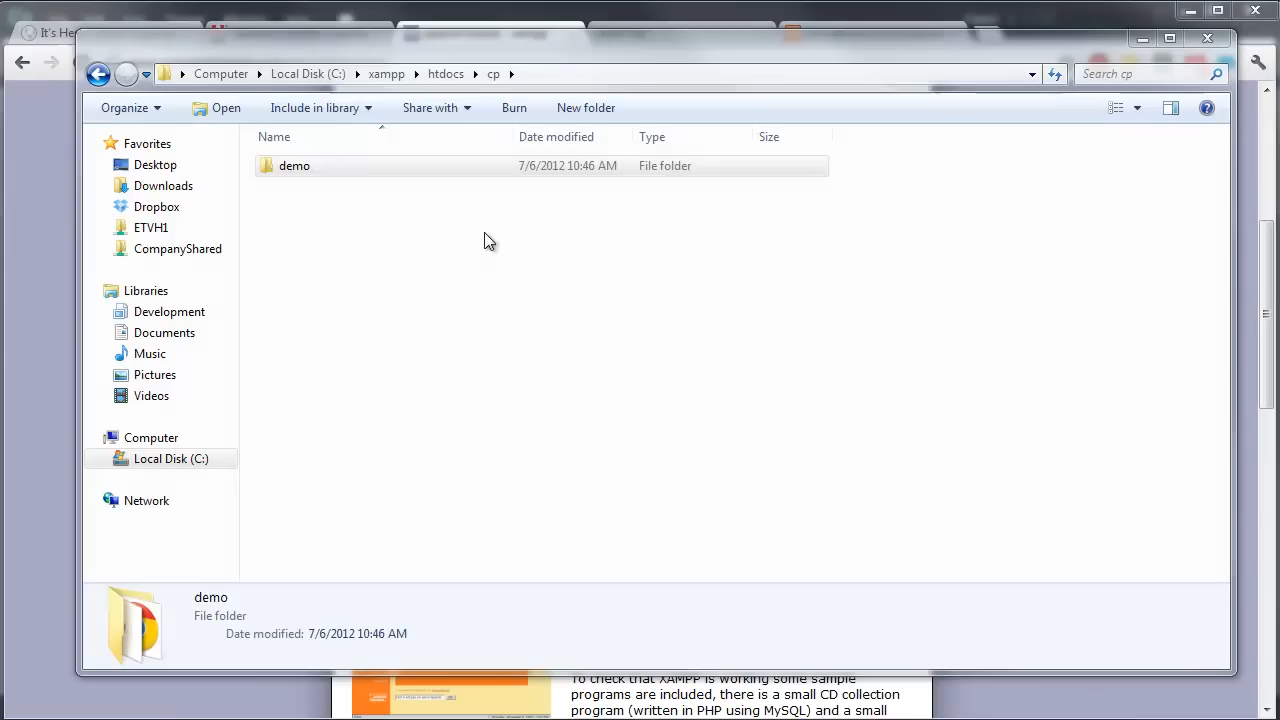 It's He
Computer Local Disk (C:) xampp htdocs cp Search cp
Organize Open Include in library Share with Burn New folder
Name Date modified Type Size
demo 7/6/2012 10:46 AM File folder
Favorites
Desktop
Downloads
Dropbox
ETVH1
CompanyShared
Libraries
Development
Documents
Music
Pictures
Videos
Computer
Local Disk (C:)
Network
demo
File folder
Date modified: 7/6/2012 10:46 AM
To check that XAMPP is working some sample
programs are included, there is a small CD collection
program (written in PHP using MySQL) and a small